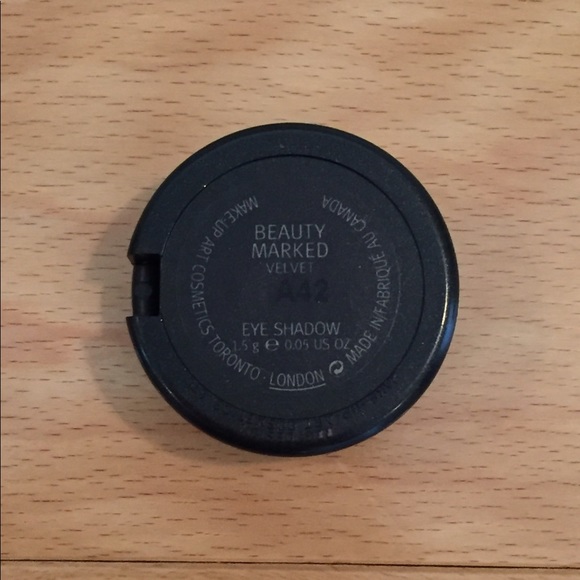 BEAUTY
MARKED
VELVET
A42
EYE SHADOW
1.5 g ℮ 0.05 US OZ
MAKE-UP ART COSMETICS TORONTO · LONDON
MADE IN/FABRIQUÉ AU CANADA